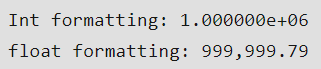 Int formatting: 1.000000e+06
float formatting: 999,999.79